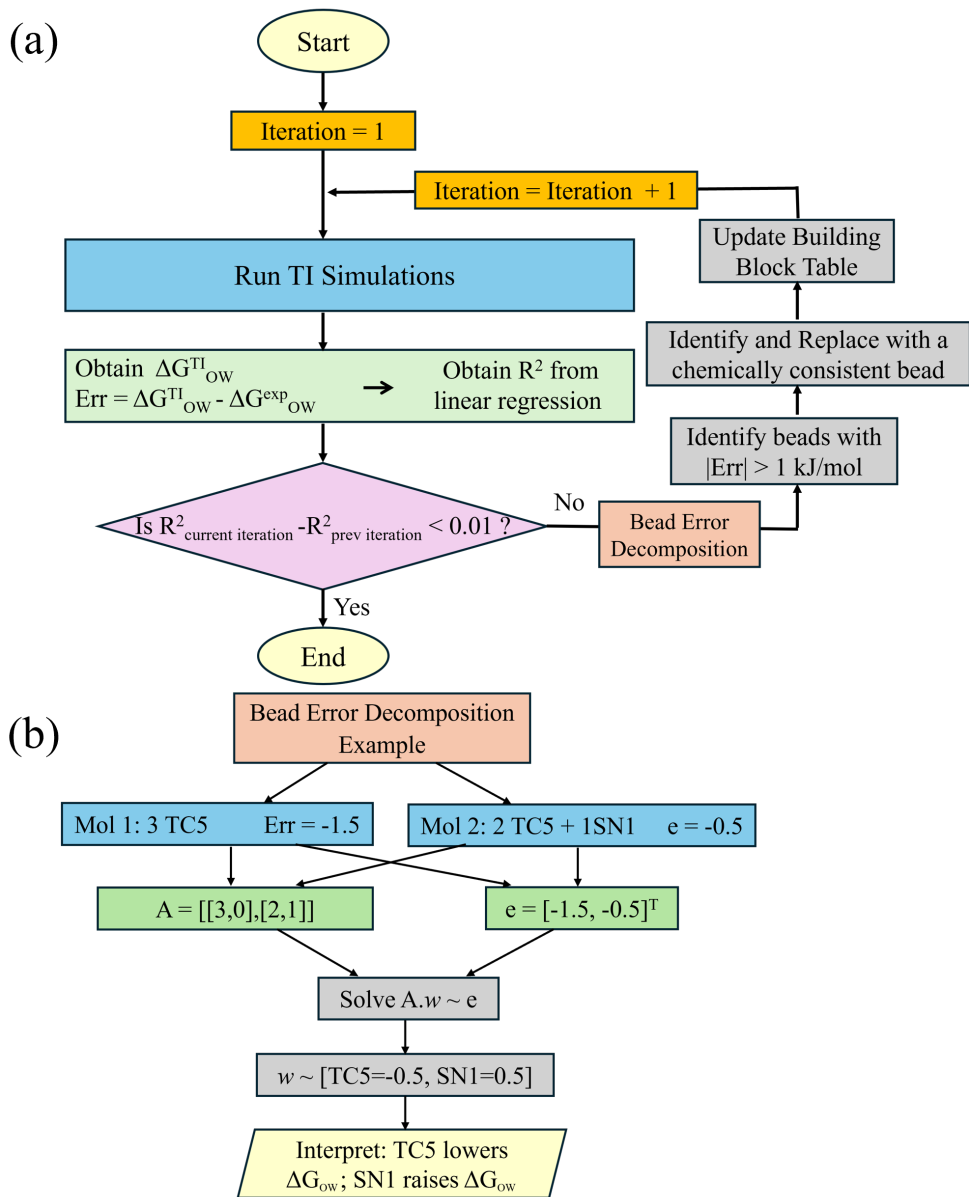 (a)
Start
Iteration = 1
Iteration = Iteration + 1
Update Building
Block Table
Run TI Simulations
Identify and Replace with a
chemically consistent bead
Obtain ΔG^TI_OW
Err = ΔG^TI_OW - ΔG^exp_OW
→
Obtain R² from
linear regression
Identify beads with
|Err| > 1 kJ/mol
Is R²_current iteration -R²_prev iteration < 0.01 ?
No
Bead Error
Decomposition
Yes
End
(b)
Bead Error Decomposition
Example
Mol 1: 3 TC5 Err = -1.5
Mol 2: 2 TC5 + 1SN1 e = -0.5
A = [[3,0],[2,1]]
e = [-1.5, -0.5]^T
Solve A.w ~ e
w ~ [TC5=-0.5, SN1=0.5]
Interpret: TC5 lowers
ΔG_OW; SN1 raises ΔG_OW